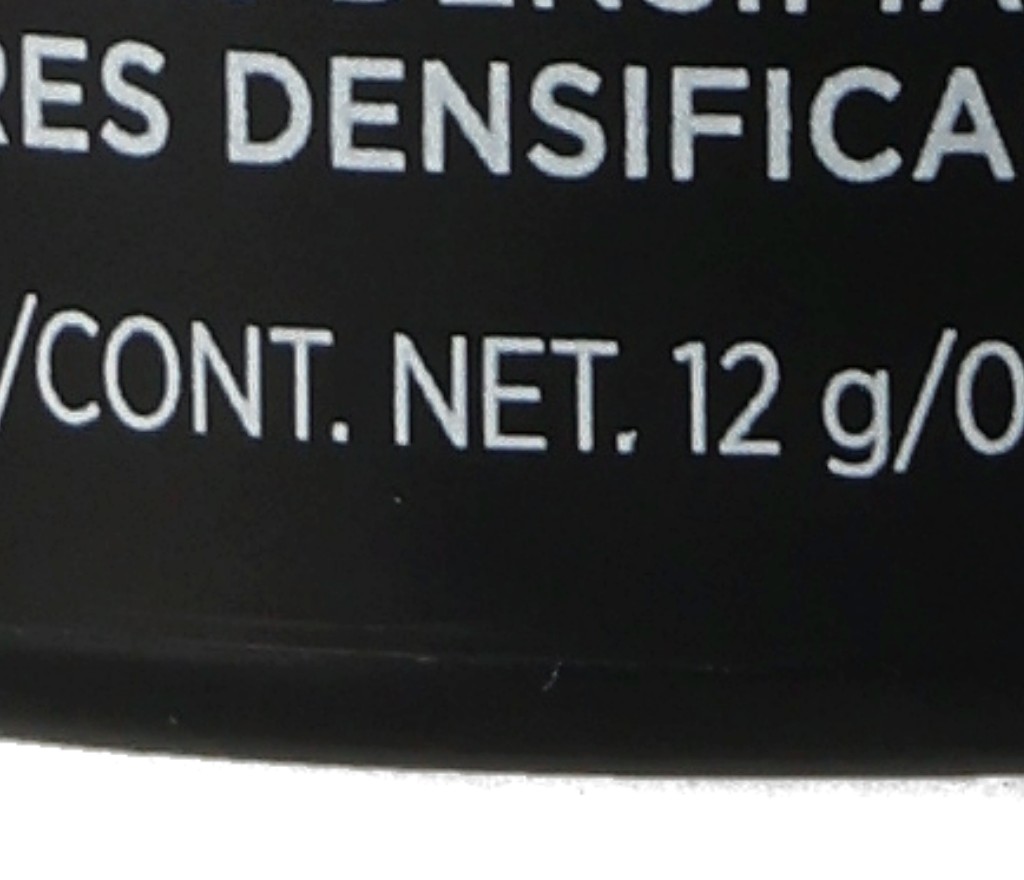 RES DENSIFICA
/CONT. NET. 12 g/0